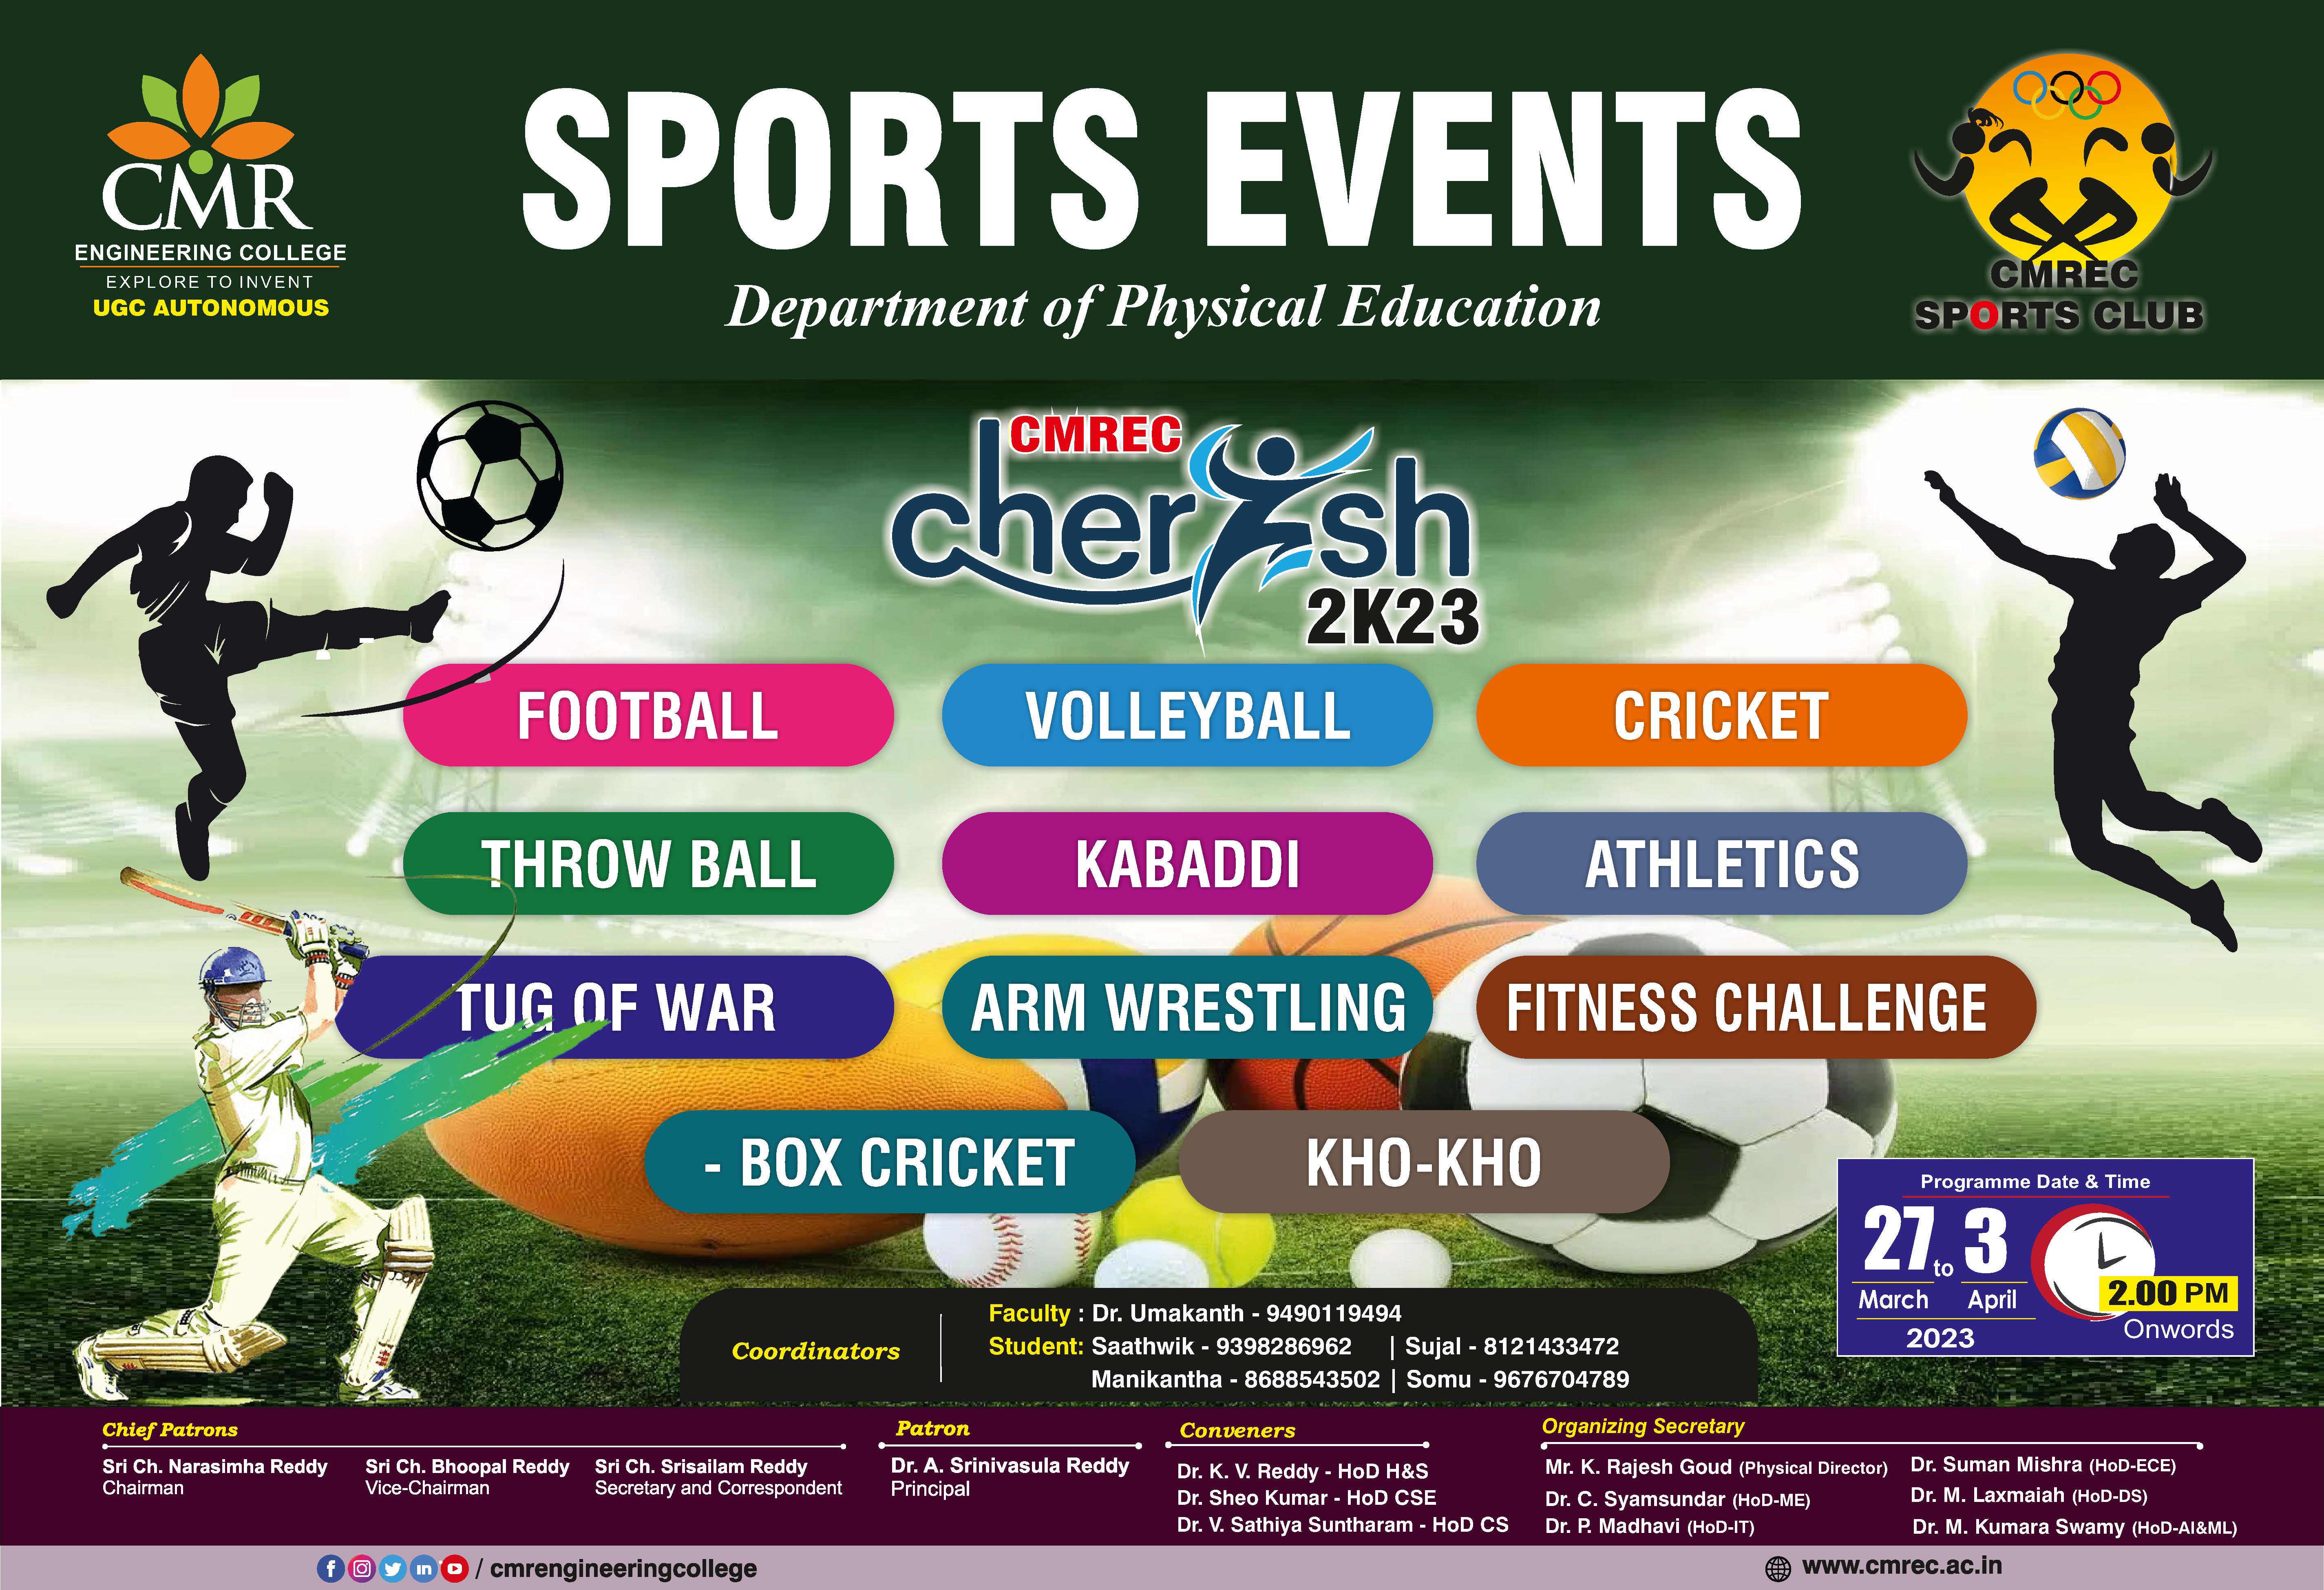 CMR
ENGINEERING COLLEGE
EXPLORE TO INVENT
UGC AUTONOMOUS
SPORTS EVENTS
Department of Physical Education
CMREC
SPORTS CLUB
CMREC
cherish
2K23
FOOTBALL
VOLLEYBALL
CRICKET
THROW BALL
KABADDI
ATHLETICS
TUG OF WAR
ARM WRESTLING
FITNESS CHALLENGE
- BOX CRICKET
KHO-KHO
Programme Date & Time
27 to 3
March April
2023
2.00 PM
Onwords
Coordinators
Faculty : Dr. Umakanth - 9490119494
Student: Saathwik - 9398286962 | Sujal - 8121433472
Manikantha - 8688543502 | Somu - 9676704789
Chief Patrons
Sri Ch. Narasimha Reddy
Chairman
Sri Ch. Bhoopal Reddy
Vice-Chairman
Sri Ch. Srisailam Reddy
Secretary and Correspondent
Patron
Dr. A. Srinivasula Reddy
Principal
Conveners
Dr. K. V. Reddy - HoD H&S
Dr. Sheo Kumar - HoD CSE
Dr. V. Sathiya Suntharam - HoD CS
Organizing Secretary
Mr. K. Rajesh Goud (Physical Director)
Dr. C. Syamsundar (HoD-ME)
Dr. P. Madhavi (HoD-IT)
Dr. Suman Mishra (HoD-ECE)
Dr. M. Laxmaiah (HoD-DS)
Dr. M. Kumara Swamy (HoD-AI&ML)
/ cmrengineeringcollege
www.cmrec.ac.in